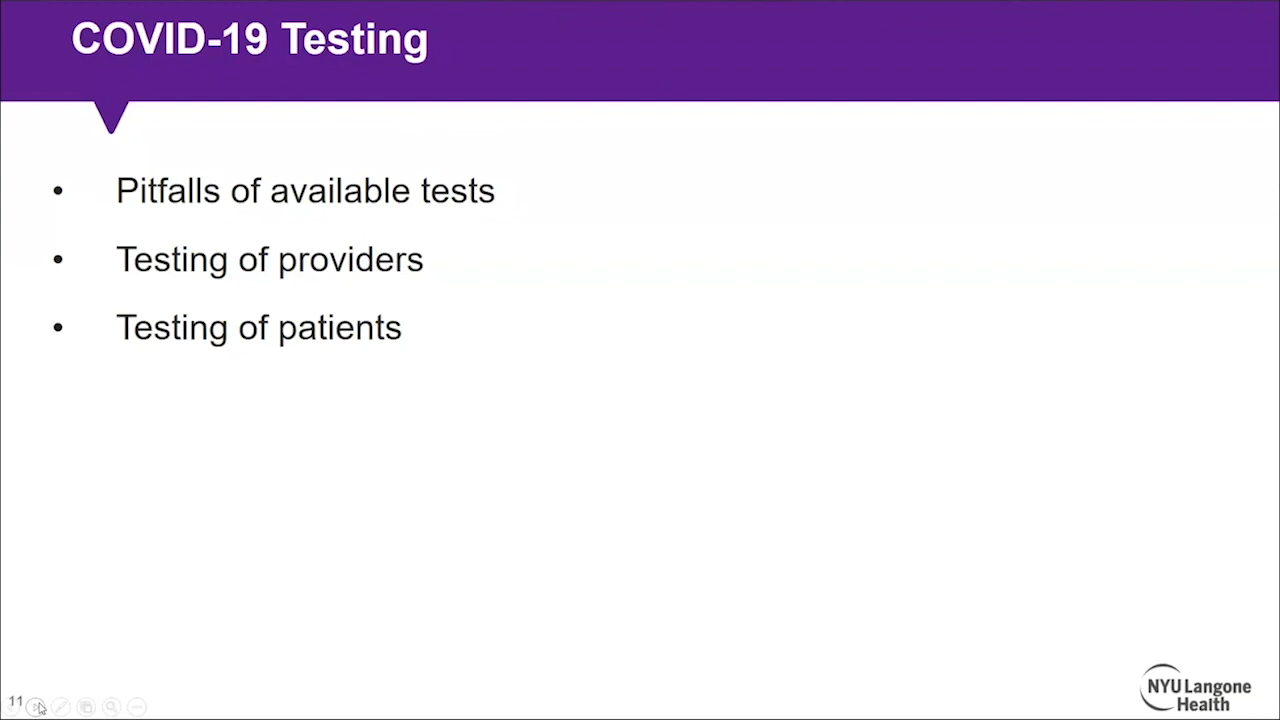 COVID-19 Testing
• Pitfalls of available tests
• Testing of providers
• Testing of patients
11
NYU Langone
Health